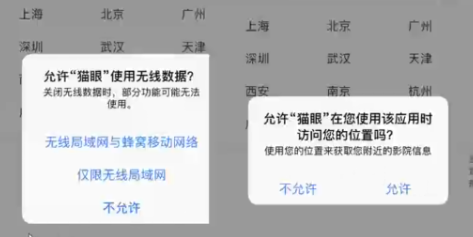 上海 北京 广州
深圳 武汉 天津
允许“猫眼”使用无线数据?
关闭无线数据时,部分功能可能无法
使用。
无线局域网与蜂窝移动网络
仅限无线局域网
不允许
上海 北京 广州
深圳 武汉 天津
西安 南京 杭州
允许“猫眼”在您使用该应用时
访问您的位置吗?
使用您的位置来获取您附近的影院信息
不允许 允许